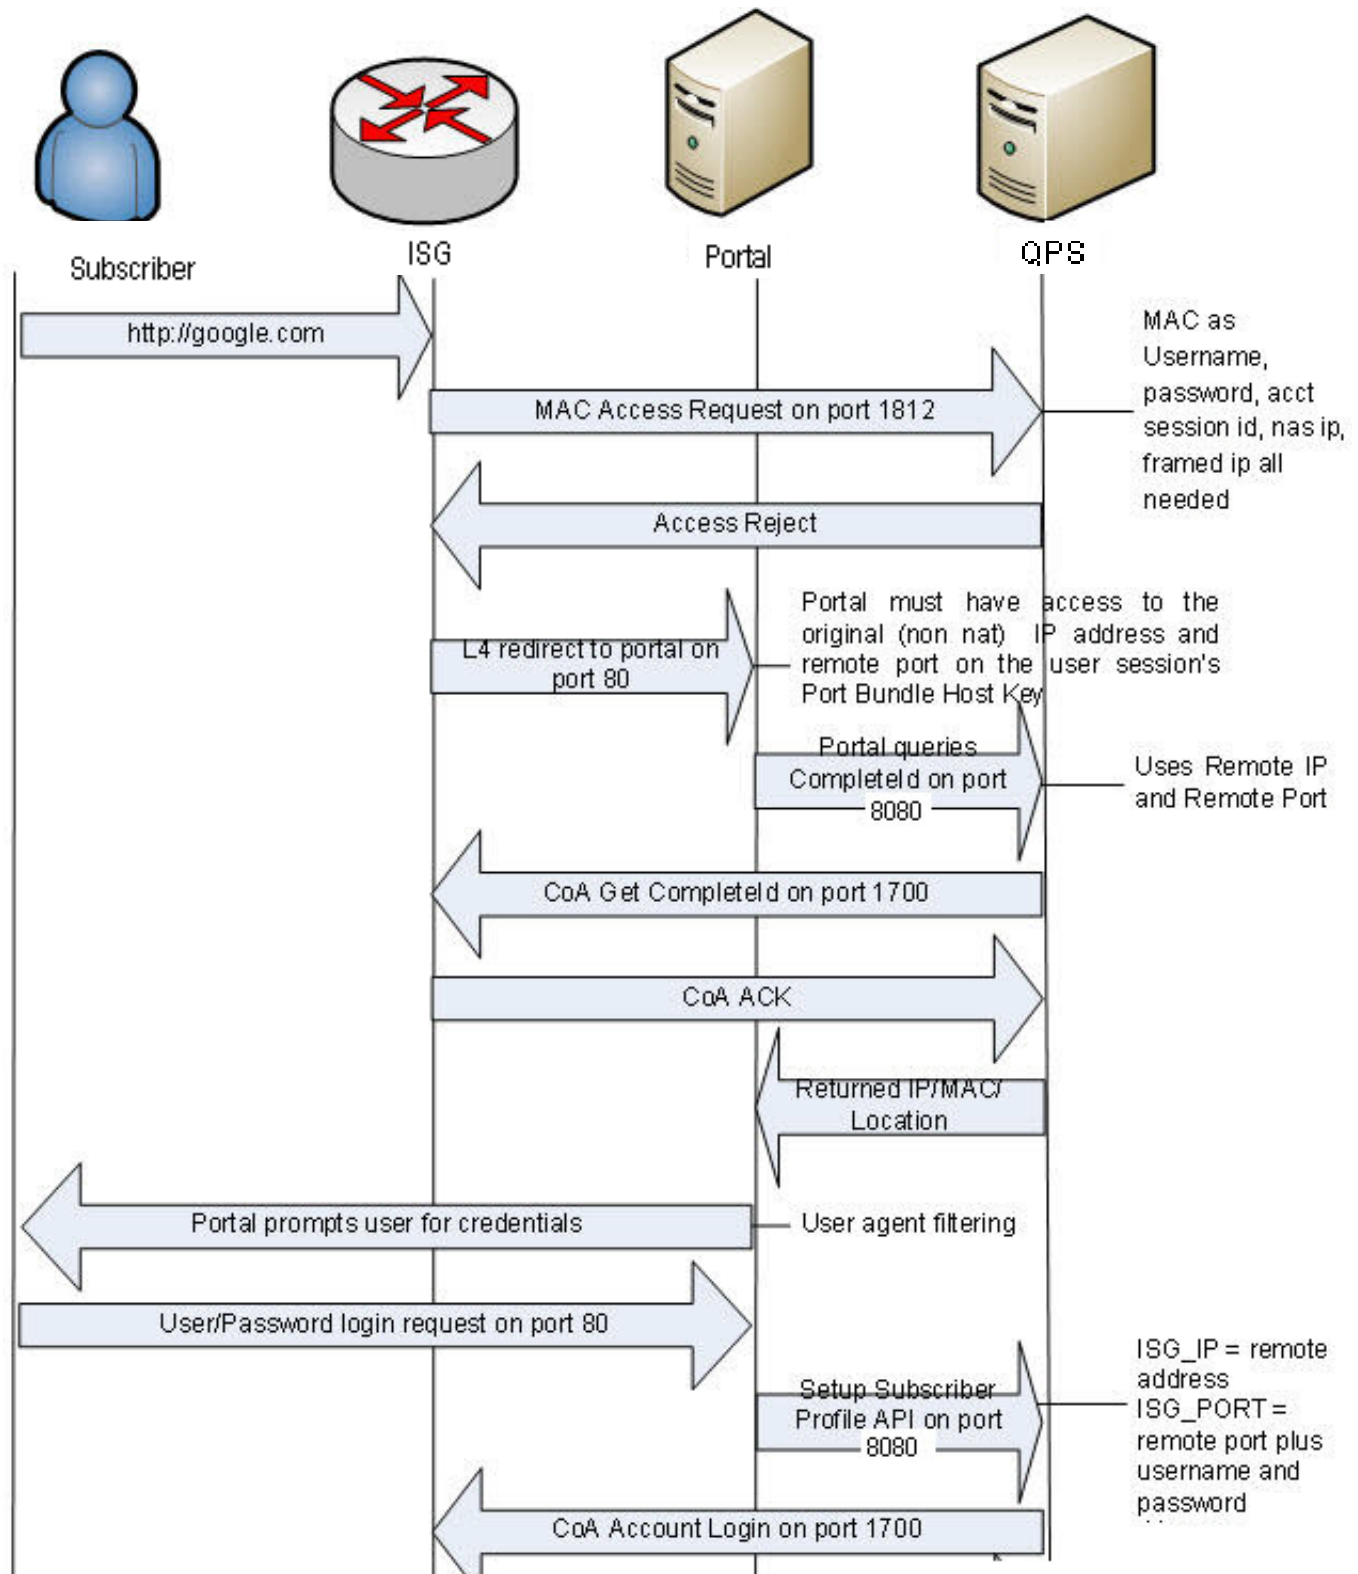 Subscriber
ISG
Portal
QPS
http://google.com
MAC Access Request on port 1812
MAC as
Username,
password, acct
session id, nas ip,
framed ip all
needed
Access Reject
L4 redirect to portal on
port 80
Portal must have access to the
original (non nat) IP address and
remote port on the user session's
Port Bundle Host Key
Portal queries
CompleteId on port
8080
Uses Remote IP
and Remote Port
CoA Get CompleteId on port 1700
CoA ACK
Returned IP/MAC/
Location
Portal prompts user for credentials
User agent filtering
User/Password login request on port 80
Setup Subscriber
Profile API on port
8080
ISG_IP = remote
address
ISG_PORT =
remote port plus
username and
password
CoA Account Login on port 1700